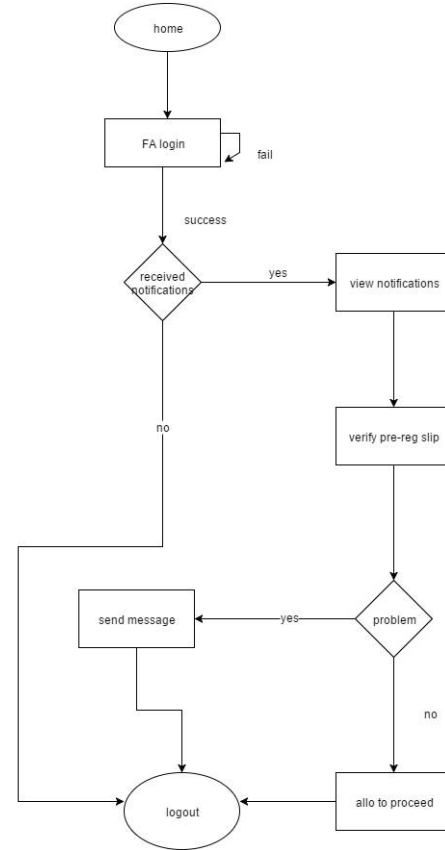 home
FA login
fail
success
received
notifications
yes
view notifications
no
verify pre-reg slip
send message
yes
problem
no
logout
allo to proceed